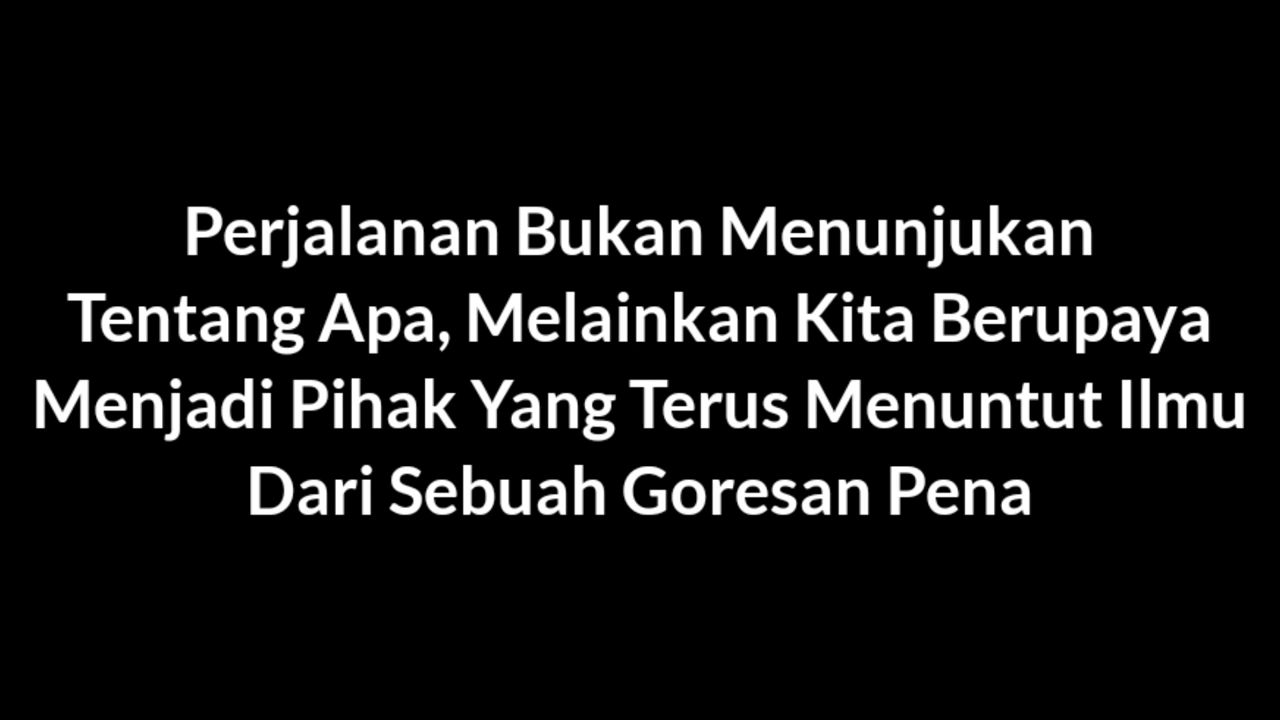 Perjalanan Bukan Menunjukan
Tentang Apa, Melainkan Kita Berupaya
Menjadi Pihak Yang Terus Menuntut Ilmu
Dari Sebuah Goresan Pena